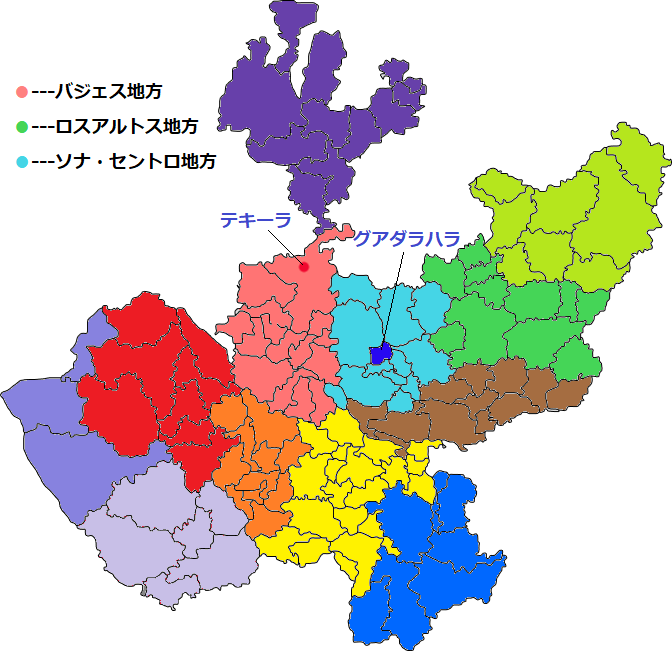 ●---バジェス地方
●---ロスアルトス地方
●---ソナ・セントロ地方
テキーラ
グアダラハラ